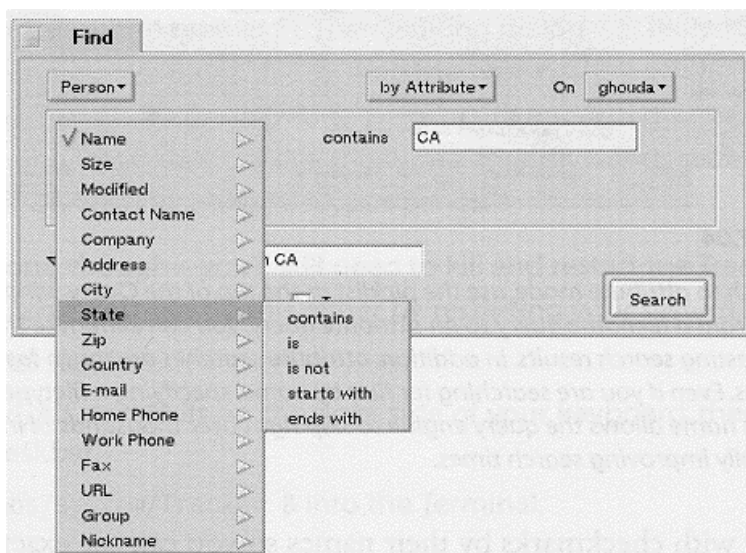 Find
Person
by Attribute
On
ghouda
Name
contains
CA
Size
Modified
Contact Name
Company
Address
CA
City
State
contains
Search
Zip
is
Country
is not
E-mail
starts with
Home Phone
ends with
Work Phone
Fax
URL
Group
Nickname